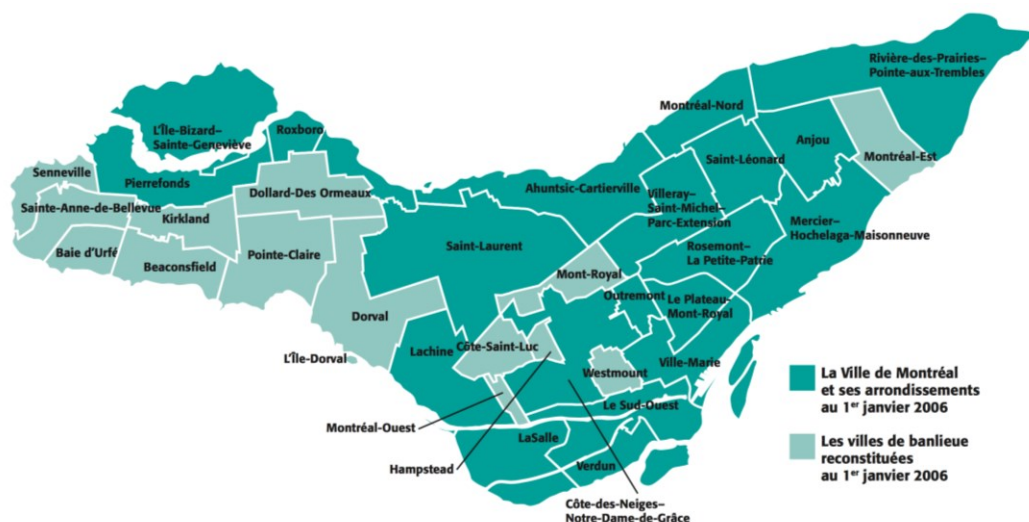 Rivière-des-Prairies–
Pointe-aux-Trembles
Montréal-Nord
L'Île-Bizard–
Sainte-Geneviève
Roxboro
Anjou
Saint-Léonard
Montréal-Est
Senneville
Pierrefonds
Dollard-Des Ormeaux
Ahuntsic-Cartierville
Villeray–
Saint-Michel–
Parc-Extension
Sainte-Anne-de-Bellevue
Kirkland
Mercier–
Hochelaga-Maisonneuve
Baie d'Urfé
Beaconsfield
Pointe-Claire
Saint-Laurent
Rosemont–
La Petite-Patrie
Mont-Royal
Outremont
Le Plateau-
Mont-Royal
Dorval
L'Île-Dorval
Lachine
Côte-Saint-Luc
Westmount
Ville-Marie
Le Sud-Ouest
Montréal-Ouest
LaSalle
Hampstead
Verdun
Côte-des-Neiges–
Notre-Dame-de-Grâce
La Ville de Montréal
et ses arrondissements
au 1er janvier 2006
Les villes de banlieue
reconstituées
au 1er janvier 2006